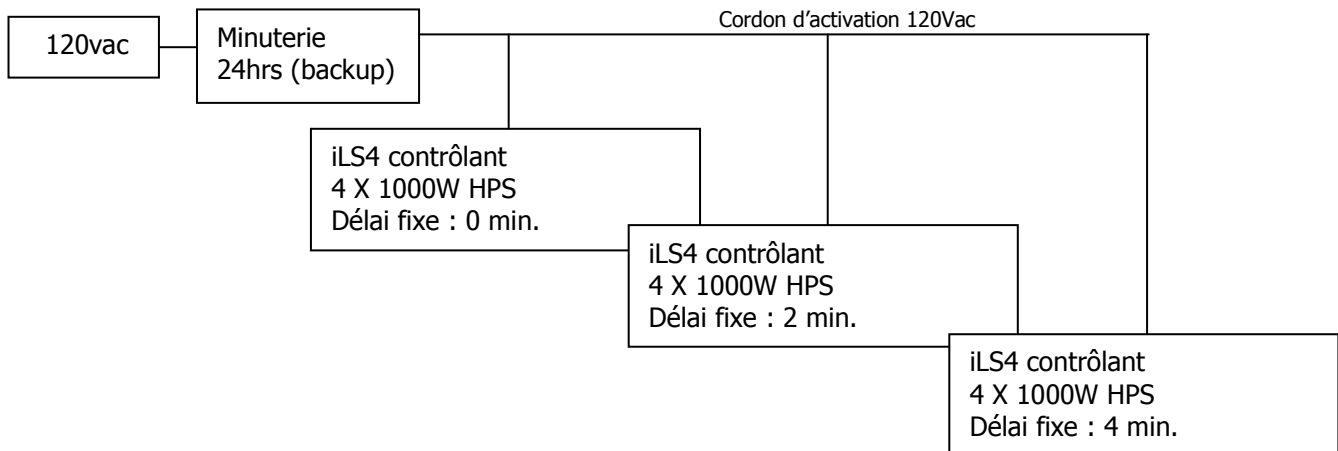 Cordon d’activation 120Vac
120vac
Minuterie
24hrs (backup)
iLS4 contrôlant
4 X 1000W HPS
Délai fixe : 0 min.
iLS4 contrôlant
4 X 1000W HPS
Délai fixe : 2 min.
iLS4 contrôlant
4 X 1000W HPS
Délai fixe : 4 min.